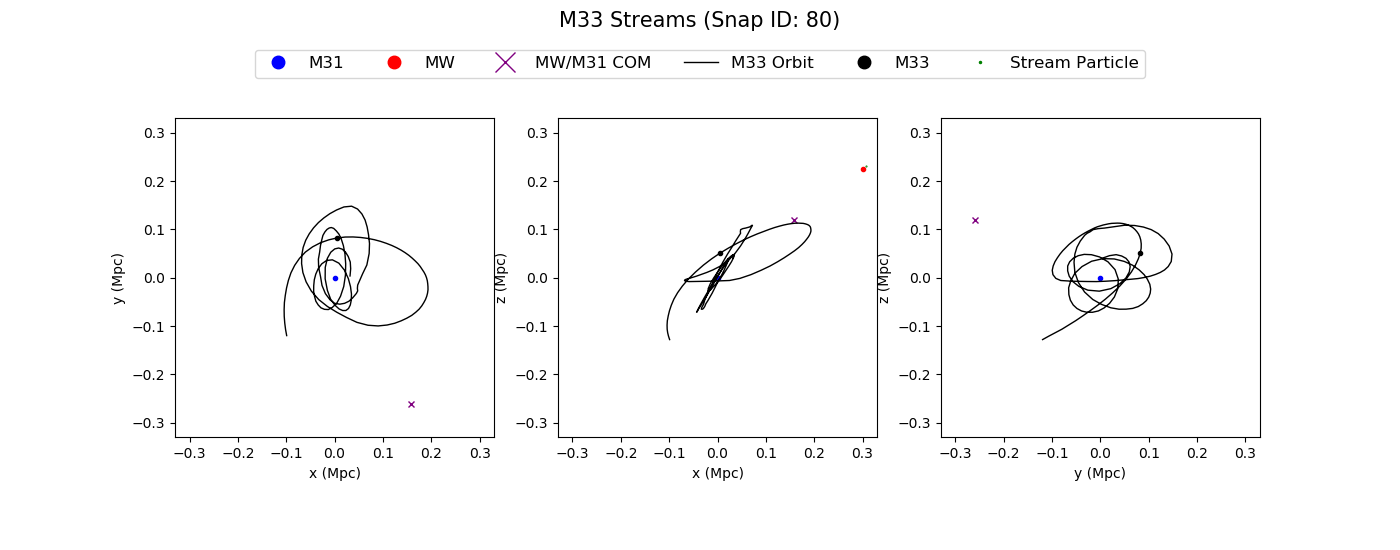 M33 Streams (Snap ID: 80)
M31 MW MW/M31 COM M33 Orbit M33 Stream Particle
0.3 0.3 0.3
0.2 0.2 0.2
0.1 0.1 0.1
y (Mpc) 0.0 z (Mpc) 0.0 z (Mpc) 0.0
−0.1 −0.1 −0.1
−0.2 −0.2 −0.2
−0.3 −0.3 −0.3
−0.3 −0.2 −0.1 0.0 0.1 0.2 0.3 −0.3 −0.2 −0.1 0.0 0.1 0.2 0.3 −0.3 −0.2 −0.1 0.0 0.1 0.2 0.3
x (Mpc) x (Mpc) y (Mpc)